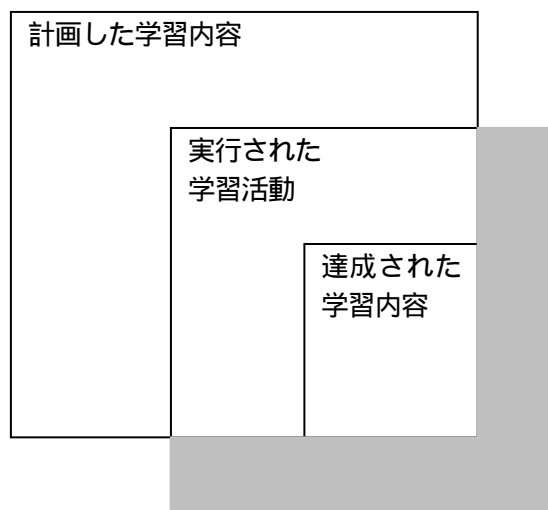 計画した学習内容
実行された
学習活動
達成された
学習内容